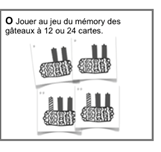 O Jouer au jeu du mémory des
gâteaux à 12 ou 24 cartes.